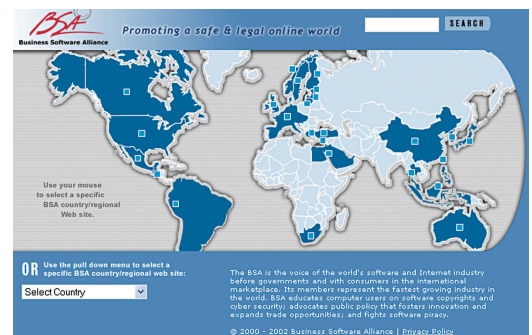 BSA
Business Software Alliance
Promoting a safe & legal online world
SEARCH
Use your mouse
to select a specific
BSA country/regional
Web site.
OR Use the pull down menu to select a
specific BSA country/regional web site:
Select Country
The BSA is the voice of the world's software and Internet industry
before governments and with consumers in the international
marketplace. Its members represent the fastest growing industry in
the world. BSA educates computer users on software copyrights and
cyber security; advocates public policy that fosters innovation and
expands trade opportunities; and fights software piracy.
© 2000 - 2002 Business Software Alliance | Privacy Policy